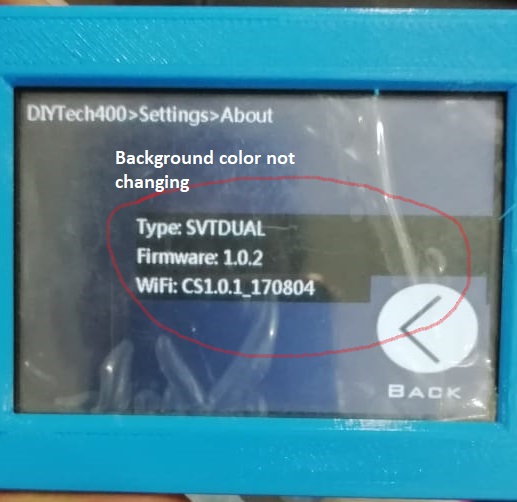 DIYTech400>Settings>About
Background color not
changing
Type: SVTDUAL
Firmware: 1.0.2
WiFi: CS1.0.1_170804
BACK